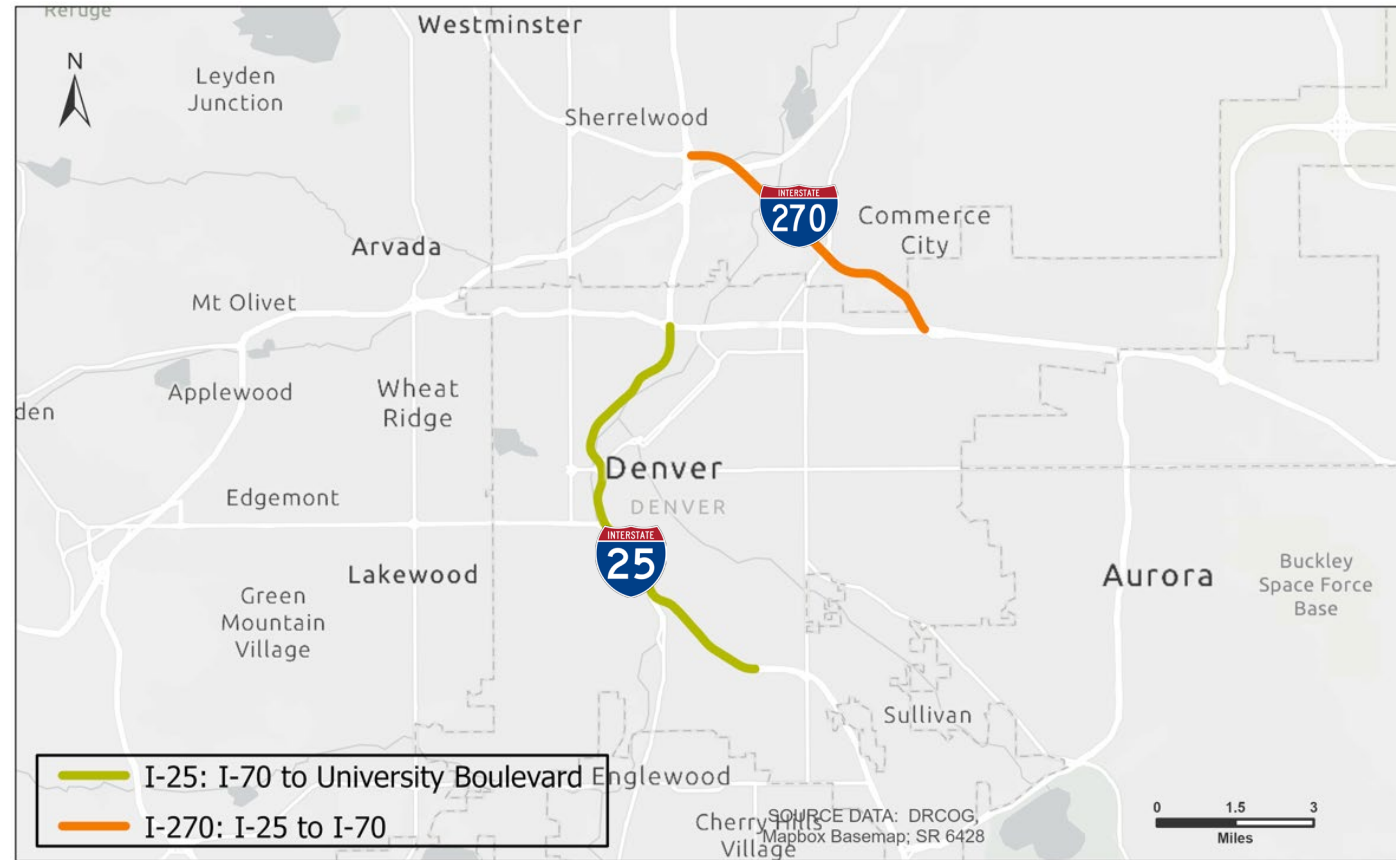 Refuge
Westminster
N
Leyden
Junction
Sherrelwood
INTERSTATE
270
Commerce
City
Arvada
Mt Olivet
Applewood
Wheat
Ridge
den
Denver
DENVER
Edgemont
INTERSTATE
25
Lakewood
Aurora
Buckley
Space Force
Base
Green
Mountain
Village
Sullivan
I-25: I-70 to University Boulevard
I-270: I-25 to I-70
Englewood
Cherry Hills
Village
SOURCE DATA: DRCOG,
Mapbox Basemap; SR 6428
0 1.5 3
Miles